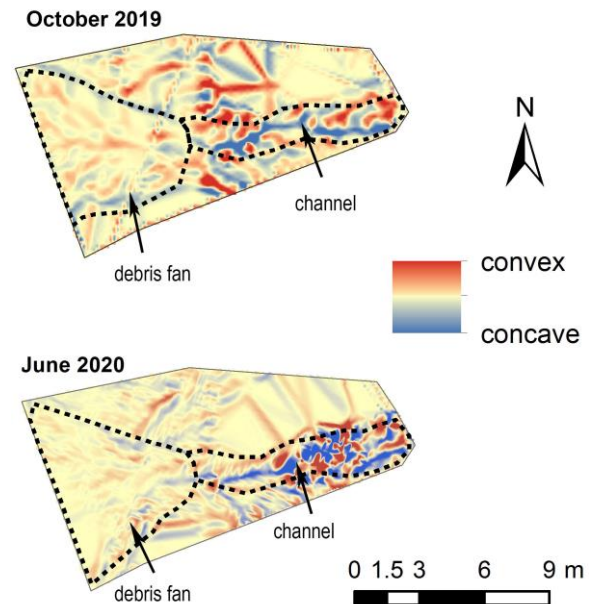 October 2019
N
channel
debris fan
convex
concave
June 2020
channel
debris fan
0 1.5 3 6 9 m